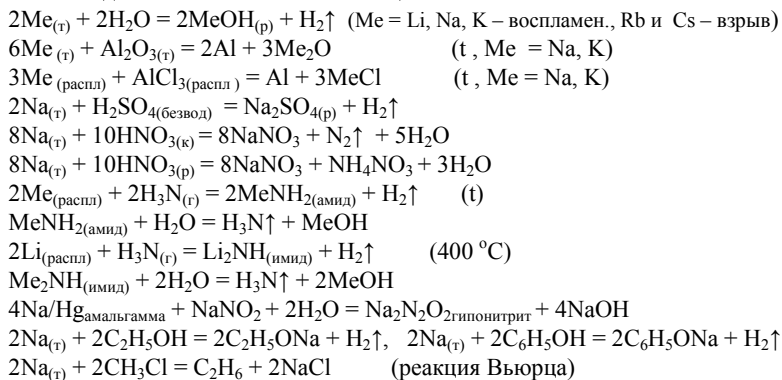 2Me(т) + 2H₂O = 2MeOH(р) + H₂↑ (Me = Li, Na, K – воспламен., Rb и Cs – взрыв)
6Me (т) + Al₂O₃(т) = 2Al + 3Me₂O (t , Me = Na, K)
3Me (распл) + AlCl₃(распл ) = Al + 3MeCl (t , Me = Na, K)
2Na(т) + H₂SO₄(безвод) = Na₂SO₄(р) + H₂↑
8Na(т) + 10HNO₃(к) = 8NaNO₃ + N₂↑ + 5H₂O
8Na(т) + 10HNO₃(р) = 8NaNO₃ + NH₄NO₃ + 3H₂O
2Me(распл) + 2H₃N(г) = 2MeNH₂(амид) + H₂↑ (t)
MeNH₂(амид) + H₂O = H₃N↑ + MeOH
2Li(распл) + H₃N(г) = Li₂NH(имид) + H₂↑ (400 °C)
Me₂NH(имид) + 2H₂O = H₃N↑ + 2MeOH
4Na/Hgамальгамма + NaNO₂ + 2H₂O = Na₂N₂O₂гипонитрит + 4NaOH
2Na(т) + 2C₂H₅OH = 2C₂H₅ONa + H₂↑, 2Na(т) + 2C₆H₅OH = 2C₆H₅ONa + H₂↑
2Na(т) + 2CH₃Cl = C₂H₆ + 2NaCl (реакция Вьюрца)